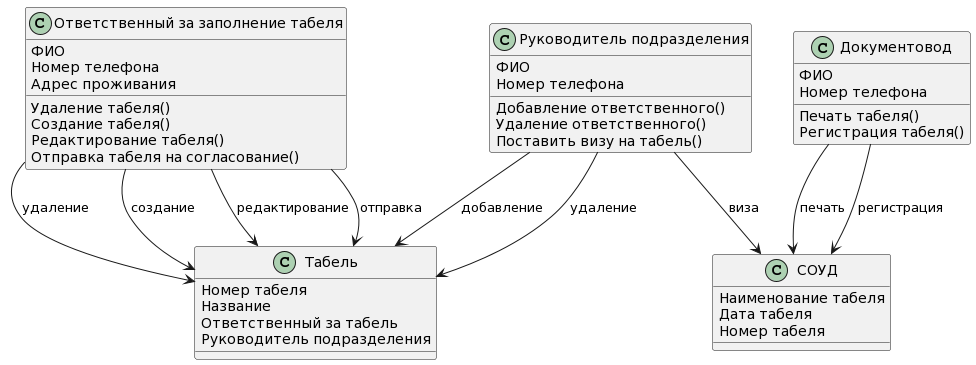 C Ответственный за заполнение табеля
ФИО
Номер телефона
Адрес проживания
Удаление табеля()
Создание табеля()
Редактирование табеля()
Отправка табеля на согласование()
C Руководитель подразделения
ФИО
Номер телефона
Добавление ответственного()
Удаление ответственного()
Поставить визу на табель()
C Документовод
ФИО
Номер телефона
Печать табеля()
Регистрация табеля()
удаление
создание
редактирование
отправка
добавление
удаление
виза
печать
регистрация
C Табель
Номер табеля
Название
Ответственный за табель
Руководитель подразделения
C СОУД
Наименование табеля
Дата табеля
Номер табеля